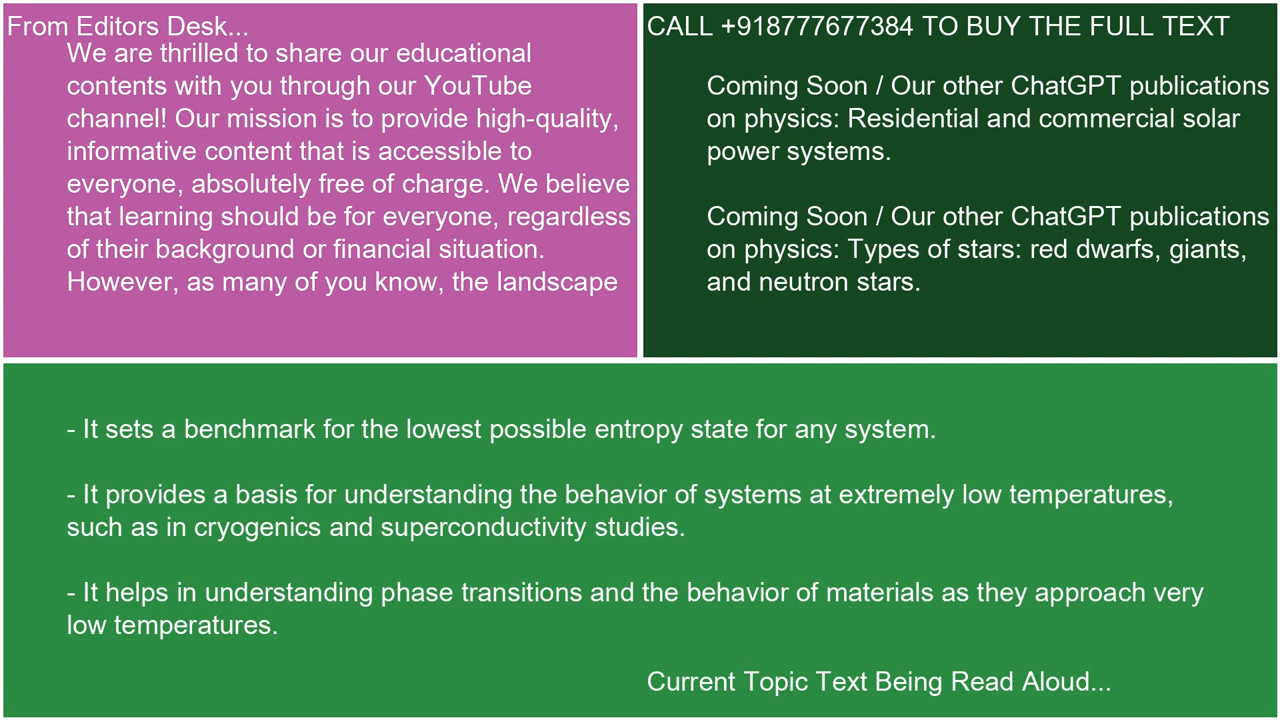 From Editors Desk...
We are thrilled to share our educational
contents with you through our YouTube
channel! Our mission is to provide high-quality,
informative content that is accessible to
everyone, absolutely free of charge. We believe
that learning should be for everyone, regardless
of their background or financial situation.
However, as many of you know, the landscape
CALL +918777677384 TO BUY THE FULL TEXT
Coming Soon / Our other ChatGPT publications
on physics: Residential and commercial solar
power systems.
Coming Soon / Our other ChatGPT publications
on physics: Types of stars: red dwarfs, giants,
and neutron stars.
- It sets a benchmark for the lowest possible entropy state for any system.
- It provides a basis for understanding the behavior of systems at extremely low temperatures,
such as in cryogenics and superconductivity studies.
- It helps in understanding phase transitions and the behavior of materials as they approach very
low temperatures.
Current Topic Text Being Read Aloud...